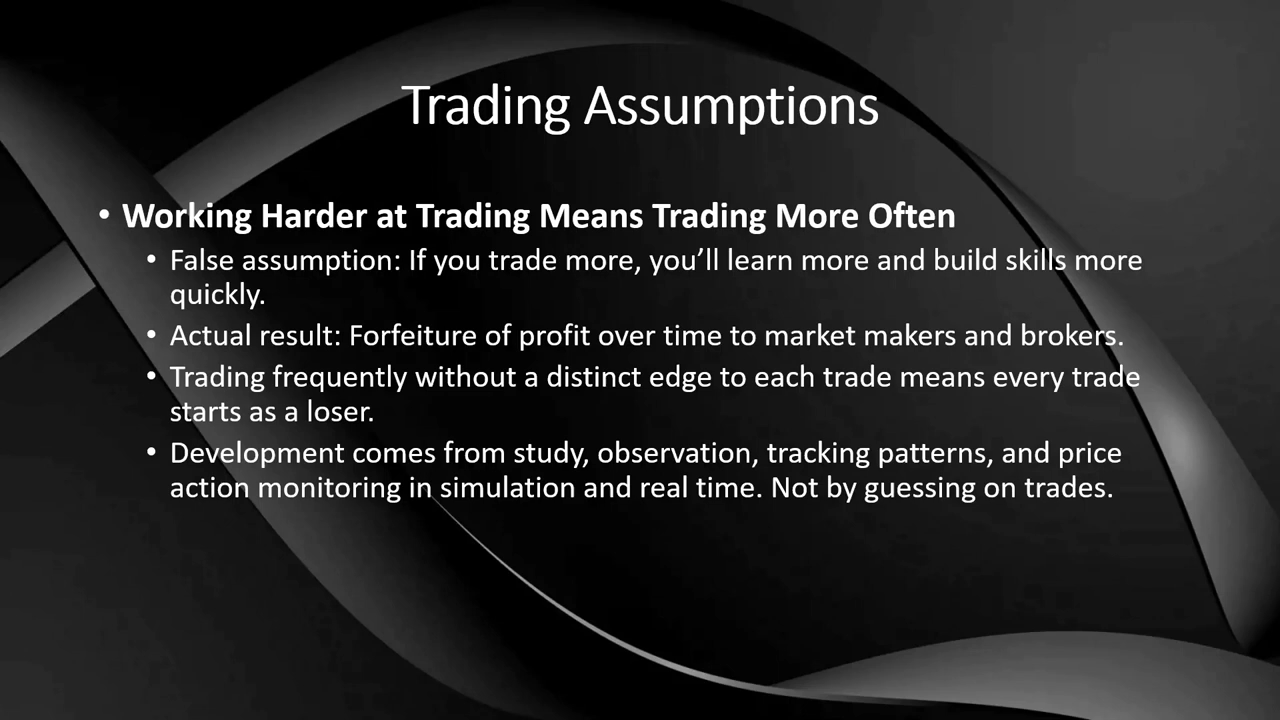 Trading Assumptions
• Working Harder at Trading Means Trading More Often
• False assumption: If you trade more, you’ll learn more and build skills more
quickly.
• Actual result: Forfeiture of profit over time to market makers and brokers.
• Trading frequently without a distinct edge to each trade means every trade
starts as a loser.
• Development comes from study, observation, tracking patterns, and price
action monitoring in simulation and real time. Not by guessing on trades.